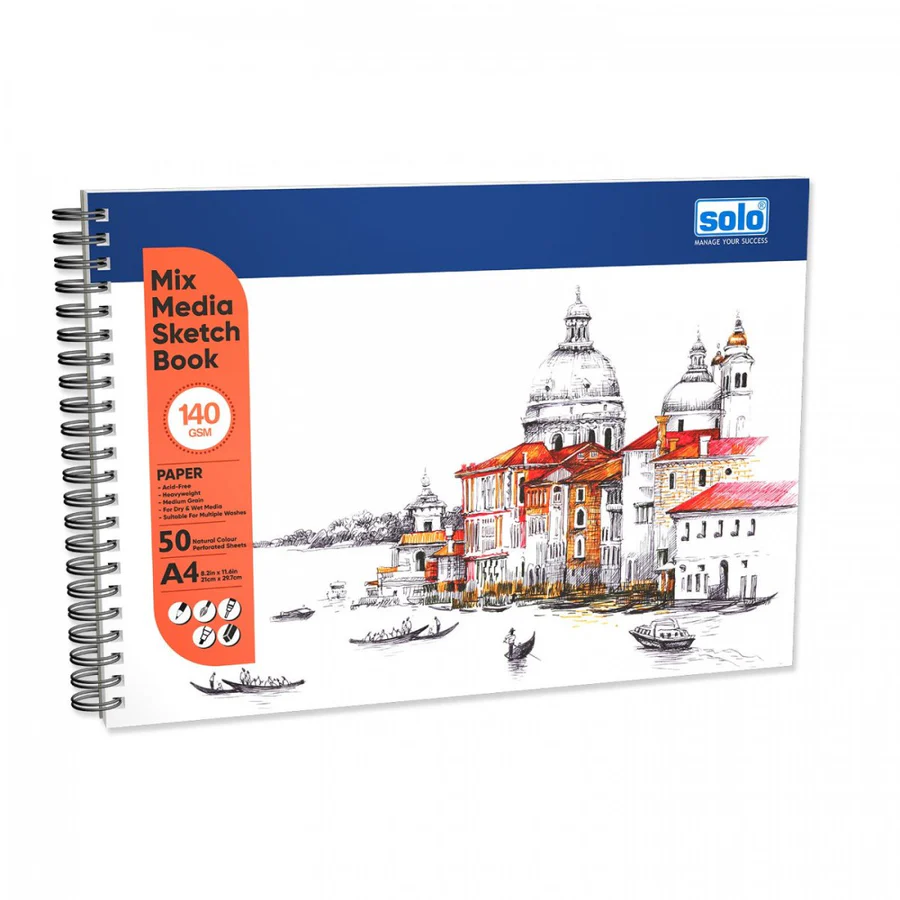 solo®
MANAGE YOUR SUCCESS
Mix
Media
Sketch
Book
140
GSM
PAPER
- Acid-Free
- Heavyweight
- Medium Grain
- For Dry & Wet Media
- Suitable For Multiple Washes
50 Natural Colour
Perforated Sheets
A4 8.2in x 11.6in
21cm x 29.7cm